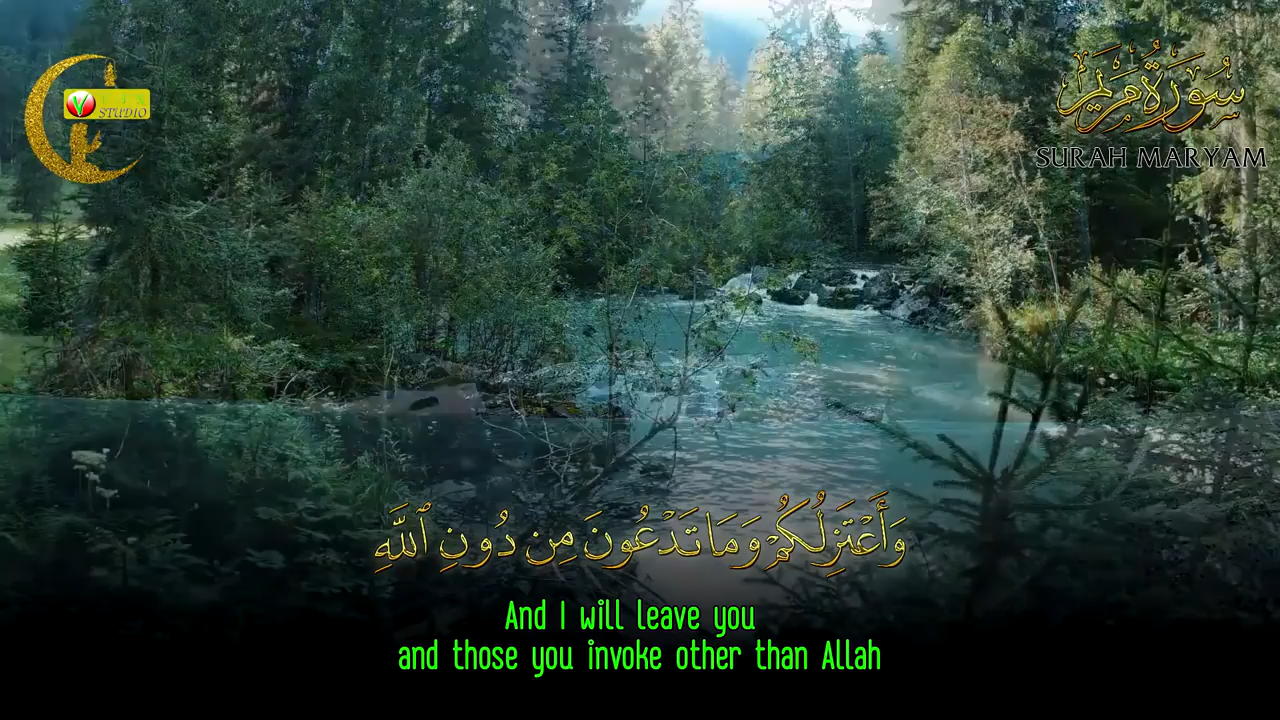 سُورَةُ مَرْيَم
SURAH MARYAM
STUDIO
وَأَعْتَزِلُكُمْ وَمَا تَدْعُونَ مِن دُونِ ٱللَّهِ
And I will leave you
and those you invoke other than Allah